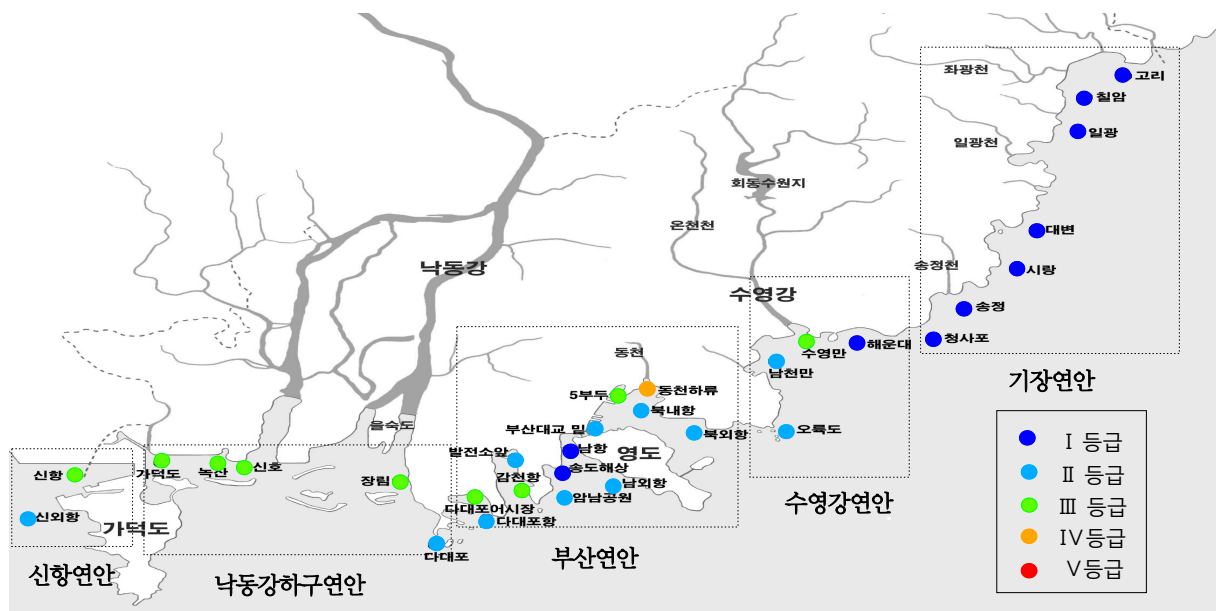 좌광천
고리
칠암
일광
일광천
회동수원지
온천천
대변
송정천
시랑
낙동강
수영강
송정
청사포
수영만
해운대
남천만
동천
기장연안
5부두
동천하류
북내항
을숙도
부산대교 밑
북외항
오륙도
발전소앞
남항
영도
신항
가덕도
녹산
신호
장림
감천항
송도해상
남외항
암남공원
다대포어시장
다대포항
신외항
가덕도
다대포
수영강연안
부산연안
신항연안
낙동강하구연안
Ⅰ 등급
Ⅱ 등급
Ⅲ 등급
Ⅳ등급
Ⅴ등급